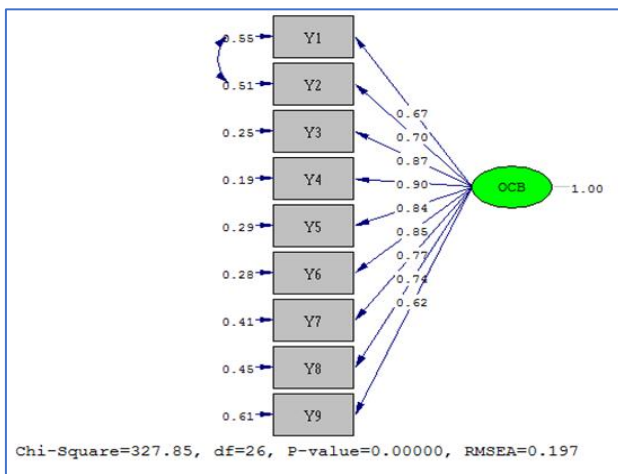 0.55 Y1
0.51 Y2
0.67
0.70
0.25 Y3
0.87
0.19 Y4 0.90 OCB 1.00
0.84
0.29 Y5
0.85
0.28 Y6
0.77
0.74
0.62
0.41 Y7
0.45 Y8
0.61 Y9
Chi-Square=327.85, df=26, P-value=0.00000, RMSEA=0.197